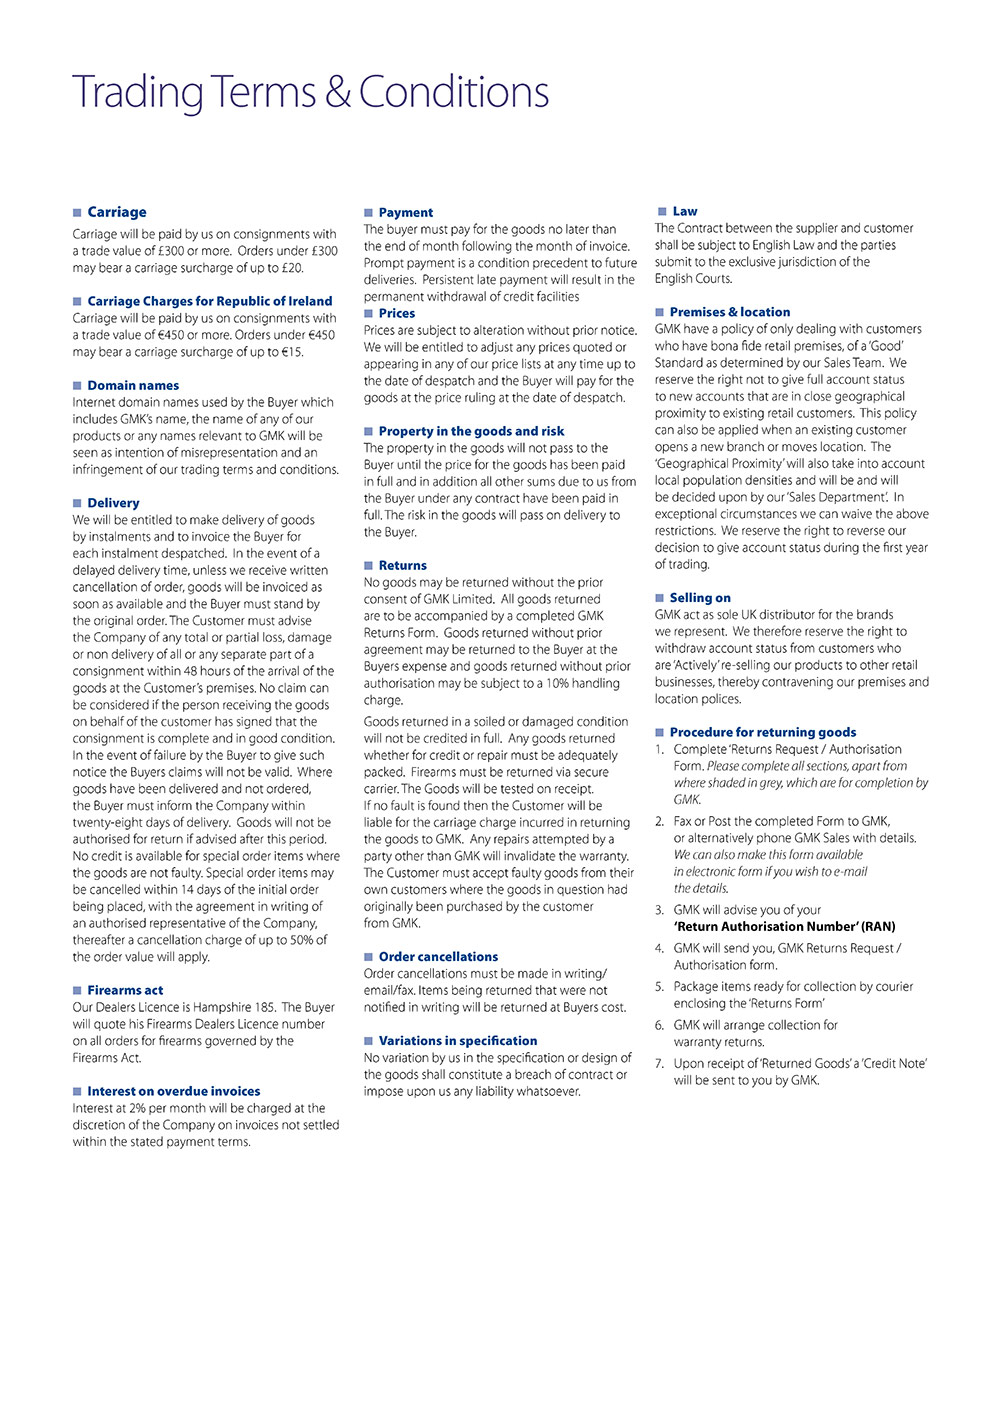 Trading Terms & Conditions
Carriage
Carriage will be paid by us on consignments with
a trade value of £300 or more.  Orders under £300
may bear a carriage surcharge of up to £20.
Carriage Charges for Republic of Ireland
Carriage will be paid by us on consignments with
a trade value of €450 or more. Orders under €450
may bear a carriage surcharge of up to €15.
Domain names
Internet domain names used by the Buyer which
includes GMK's name, the name of any of our
products or any names relevant to GMK will be
seen as intention of misrepresentation and an
infringement of our trading terms and conditions.
Delivery
We will be entitled to make delivery of goods
by instalments and to invoice the Buyer for
each instalment despatched.  In the event of a
delayed delivery time, unless we receive written
cancellation of order, goods will be invoiced as
soon as available and the Buyer must stand by
the original order. The Customer must advise
the Company of any total or partial loss, damage
or non delivery of all or any separate part of a
consignment within 48 hours of the arrival of the
goods at the Customer's premises. No claim can
be considered if the person receiving the goods
on behalf of the customer has signed that the
consignment is complete and in good condition.
In the event of failure by the Buyer to give such
notice the Buyers claims will not be valid.  Where
goods have been delivered and not ordered,
the Buyer must inform the Company within
twenty-eight days of delivery.  Goods will not be
authorised for return if advised after this period.
No credit is available for special order items where
the goods are not faulty. Special order items may
be cancelled within 14 days of the initial order
being placed, with the agreement in writing of
an authorised representative of the Company,
thereafter a cancellation charge of up to 50% of
the order value will apply.
Firearms act
Our Dealers Licence is Hampshire 185.  The Buyer
will quote his Firearms Dealers Licence number
on all orders for firearms governed by the
Firearms Act.
Interest on overdue invoices
Interest at 2% per month will be charged at the
discretion of the Company on invoices not settled
within the stated payment terms.
Payment
The buyer must pay for the goods no later than
the end of month following the month of invoice.
Prompt payment is a condition precedent to future
deliveries.  Persistent late payment will result in the
permanent withdrawal of credit facilities
Prices
Prices are subject to alteration without prior notice.
We will be entitled to adjust any prices quoted or
appearing in any of our price lists at any time up to
the date of despatch and the Buyer will pay for the
goods at the price ruling at the date of despatch.
Property in the goods and risk
The property in the goods will not pass to the
Buyer until the price for the goods has been paid
in full and in addition all other sums due to us from
the Buyer under any contract have been paid in
full. The risk in the goods will pass on delivery to
the Buyer.
Returns
No goods may be returned without the prior
consent of GMK Limited.  All goods returned
are to be accompanied by a completed GMK
Returns Form.  Goods returned without prior
agreement may be returned to the Buyer at the
Buyers expense and goods returned without prior
authorisation may be subject to a 10% handling
charge.
Goods returned in a soiled or damaged condition
will not be credited in full.  Any goods returned
whether for credit or repair must be adequately
packed.  Firearms must be returned via secure
carrier. The Goods will be tested on receipt.
If no fault is found then the Customer will be
liable for the carriage charge incurred in returning
the goods to GMK.  Any repairs attempted by a
party other than GMK will invalidate the warranty.
The Customer must accept faulty goods from their
own customers where the goods in question had
originally been purchased by the customer
from GMK.
Order cancellations
Order cancellations must be made in writing/
email/fax. Items being returned that were not
notified in writing will be returned at Buyers cost.
Variations in specification
No variation by us in the specification or design of
the goods shall constitute a breach of contract or
impose upon us any liability whatsoever.
Law
The Contract between the supplier and customer
shall be subject to English Law and the parties
submit to the exclusive jurisdiction of the
English Courts.
Premises & location
GMK have a policy of only dealing with customers
who have bona fide retail premises, of a 'Good'
Standard as determined by our Sales Team.  We
reserve the right not to give full account status
to new accounts that are in close geographical
proximity to existing retail customers.  This policy
can also be applied when an existing customer
opens a new branch or moves location.  The
'Geographical Proximity' will also take into account
local population densities and will be and will
be decided upon by our 'Sales Department'.  In
exceptional circumstances we can waive the above
restrictions.  We reserve the right to reverse our
decision to give account status during the first year
of trading.
Selling on
GMK act as sole UK distributor for the brands
we represent.  We therefore reserve the right to
withdraw account status from customers who
are 'Actively' re-selling our products to other retail
businesses, thereby contravening our premises and
location polices.
Procedure for returning goods
1. Complete 'Returns Request / Authorisation
Form. Please complete all sections, apart from
where shaded in grey, which are for completion by
GMK.
2. Fax or Post the completed Form to GMK,
or alternatively phone GMK Sales with details.
We can also make this form available
in electronic form if you wish to e-mail
the details.
3. GMK will advise you of your
'Return Authorisation Number' (RAN)
4. GMK will send you, GMK Returns Request /
Authorisation form.
5. Package items ready for collection by courier
enclosing the 'Returns Form'
6. GMK will arrange collection for
warranty returns.
7. Upon receipt of 'Returned Goods' a 'Credit Note'
will be sent to you by GMK.